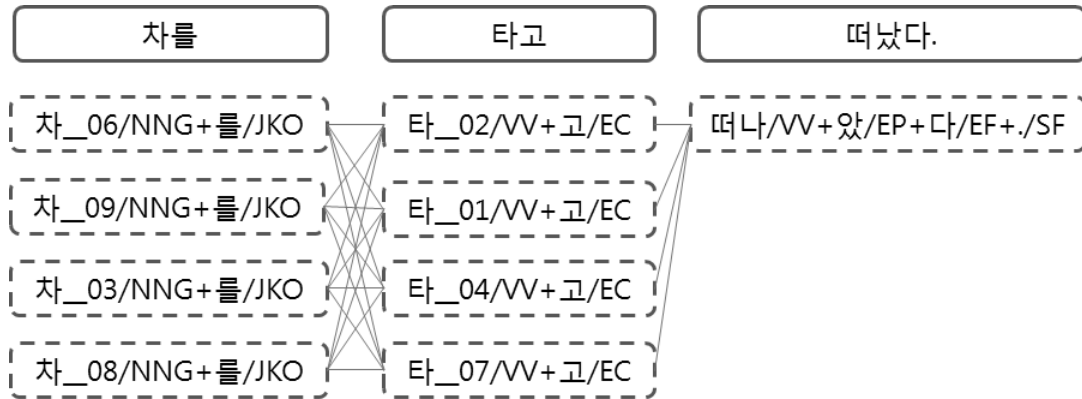 차를 타고 떠났다.
차__06/NNG+를/JKO 타__02/VV+고/EC 떠나/VV+았/EP+다/EF+./SF
차__09/NNG+를/JKO 타__01/VV+고/EC
차__03/NNG+를/JKO 타__04/VV+고/EC
차__08/NNG+를/JKO 타__07/VV+고/EC